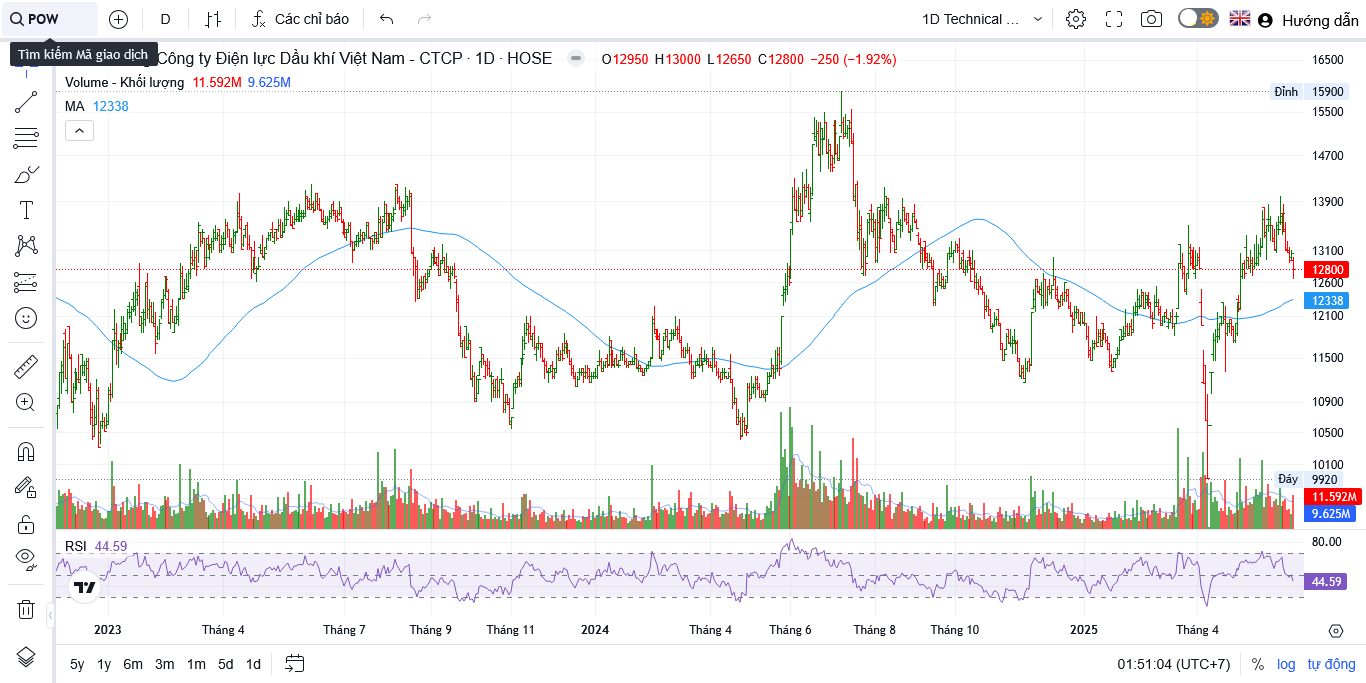 POW D Các chỉ báo 1D Technical ... Hướng dẫn
Tìm kiếm Mã giao dịch
Công ty Điện lực Dầu khí Việt Nam - CTCP · 1D · HOSE O12950 H13000 L12650 C12800 −250 (−1.92%)
Volume - Khối lượng 11.592M 9.625M
MA 12338
16500
Đỉnh 15900
15500
14700
13900
13100
12800
12600
12338
12100
11500
10900
10500
10100
Đáy 9920
11.592M
9.625M
RSI 44.59
80.00
44.59
2023 Tháng 4 Tháng 7 Tháng 9 Tháng 11 2024 Tháng 4 Tháng 6 Tháng 8 Tháng 10 2025 Tháng 4
5y 1y 6m 3m 1m 5d 1d 01:51:04 (UTC+7) % log tự động